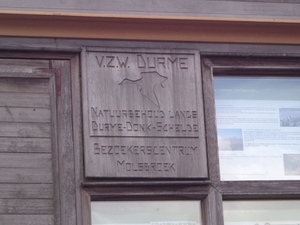 V.Z.W. DURME
NATUURBEHOUD LANGS
DURME-DONK-SCHELDE
BEZOEKERSCENTRUM
MOLSBROEK